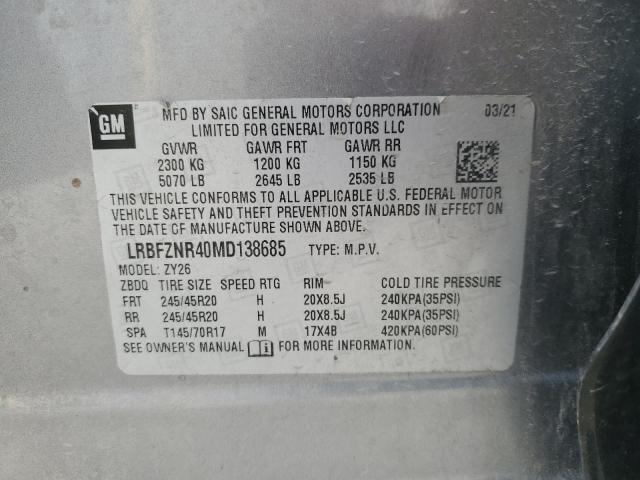 GM
MFD BY SAIC GENERAL MOTORS CORPORATION 03/21
LIMITED FOR GENERAL MOTORS LLC
GVWR GAWR FRT GAWR RR
2300 KG 1200 KG 1150 KG
5070 LB 2645 LB 2535 LB
THIS VEHICLE CONFORMS TO ALL APPLICABLE U.S. FEDERAL MOTOR
VEHICLE SAFETY AND THEFT PREVENTION STANDARDS IN EFFECT ON
THE DATE OF MANUFACTURE SHOWN ABOVE.
LRBFZNR40MD138685 TYPE: M.P.V.
MODEL: ZY26
ZBDQ TIRE SIZE SPEED RTG RIM COLD TIRE PRESSURE
FRT 245/45R20 H 20X8.5J 240KPA(35PSI)
RR 245/45R20 H 20X8.5J 240KPA(35PSI)
SPA T145/70R17 M 17X4B 420KPA(60PSI)
SEE OWNER'S MANUAL FOR MORE INFORMATION.